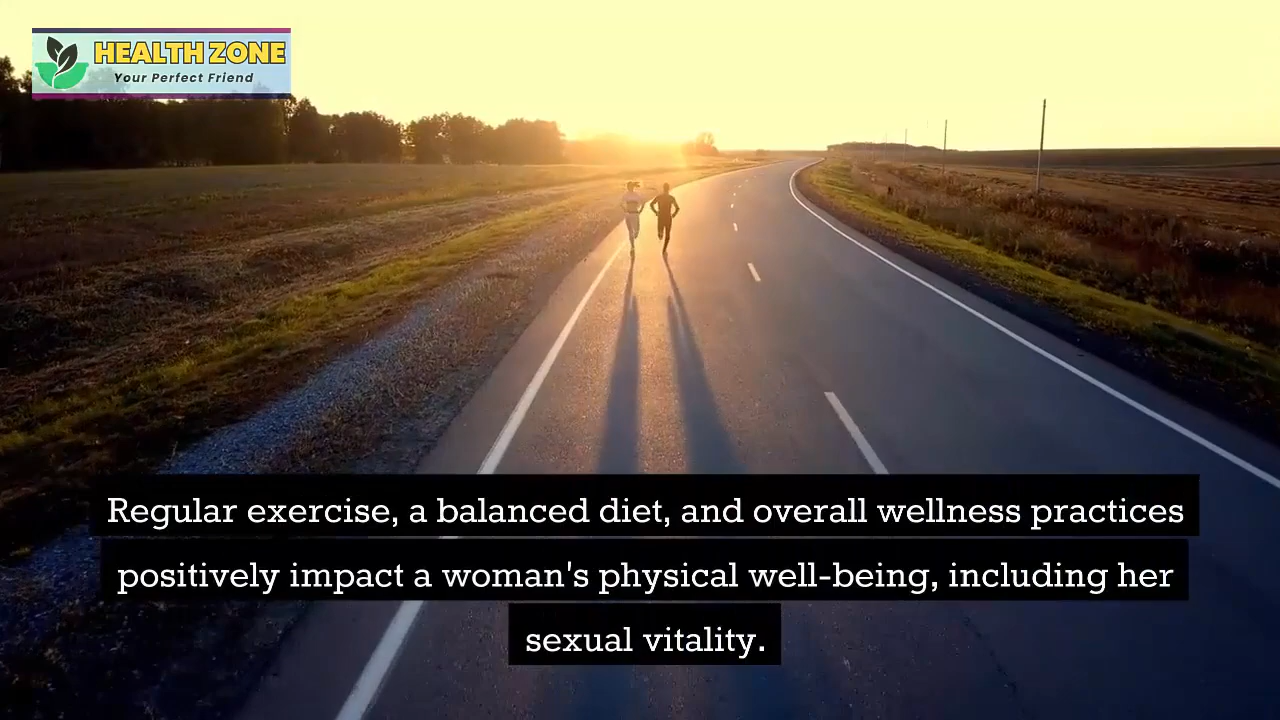 HEALTH ZONE
Your Perfect Friend
Regular exercise, a balanced diet, and overall wellness practices
positively impact a woman's physical well-being, including her
sexual vitality.